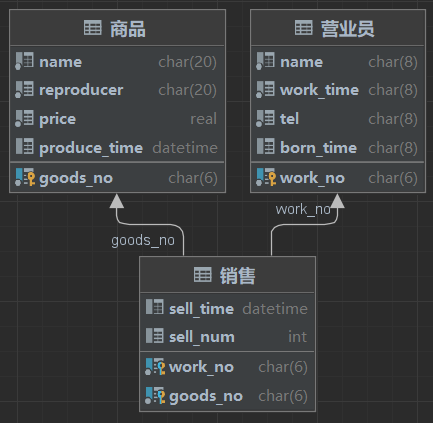 商品
name char(20)
reproducer char(20)
price real
produce_time datetime
goods_no char(6)
营业员
name char(8)
work_time char(8)
tel char(8)
born_time char(8)
work_no char(6)
goods_no
work_no
销售
sell_time datetime
sell_num int
work_no char(6)
goods_no char(6)